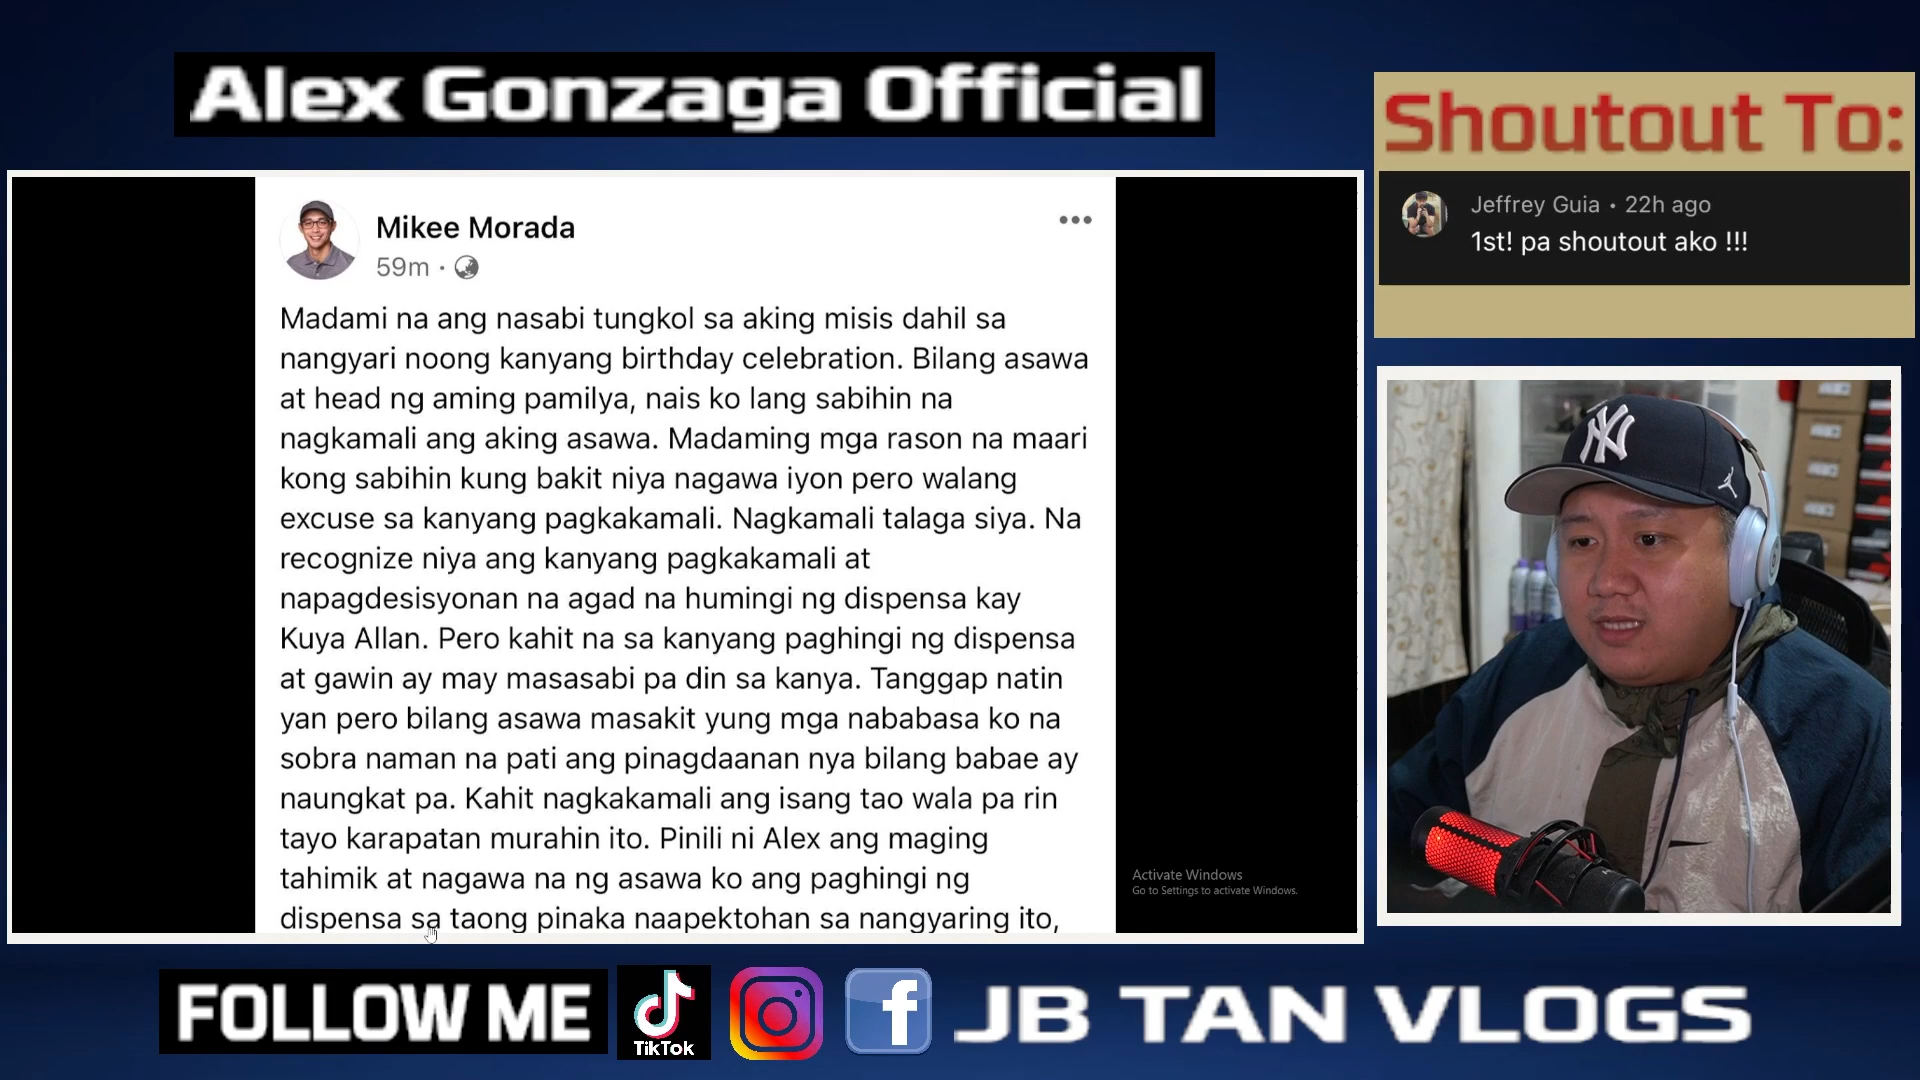 Alex Gonzaga Official
Shoutout To:
Jeffrey Guia • 22h ago
1st! pa shoutout ako !!!
Mikee Morada
59m ·
Madami na ang nasabi tungkol sa aking misis dahil sa
nangyari noong kanyang birthday celebration. Bilang asawa
at head ng aming pamilya, nais ko lang sabihin na
nagkamali ang aking asawa. Madaming mga rason na maari
kong sabihin kung bakit niya nagawa iyon pero walang
excuse sa kanyang pagkakamali. Nagkamali talaga siya. Na
recognize niya ang kanyang pagkakamali at
napagdesisyonan na agad na humingi ng dispensa kay
Kuya Allan. Pero kahit na sa kanyang paghingi ng dispensa
at gawin ay may masasabi pa din sa kanya. Tanggap natin
yan pero bilang asawa masakit yung mga nababasa ko na
sobra naman na pati ang pinagdaanan nya bilang babae ay
naungkat pa. Kahit nagkakamali ang isang tao wala pa rin
tayo karapatan murahin ito. Pinili ni Alex ang maging
tahimik at nagawa na ng asawa ko ang paghingi ng
dispensa sa taong pinaka naapektohan sa nangyaring ito,
Activate Windows
Go to Settings to activate Windows.
NY
FOLLOW ME
TikTok
JB TAN VLOGS